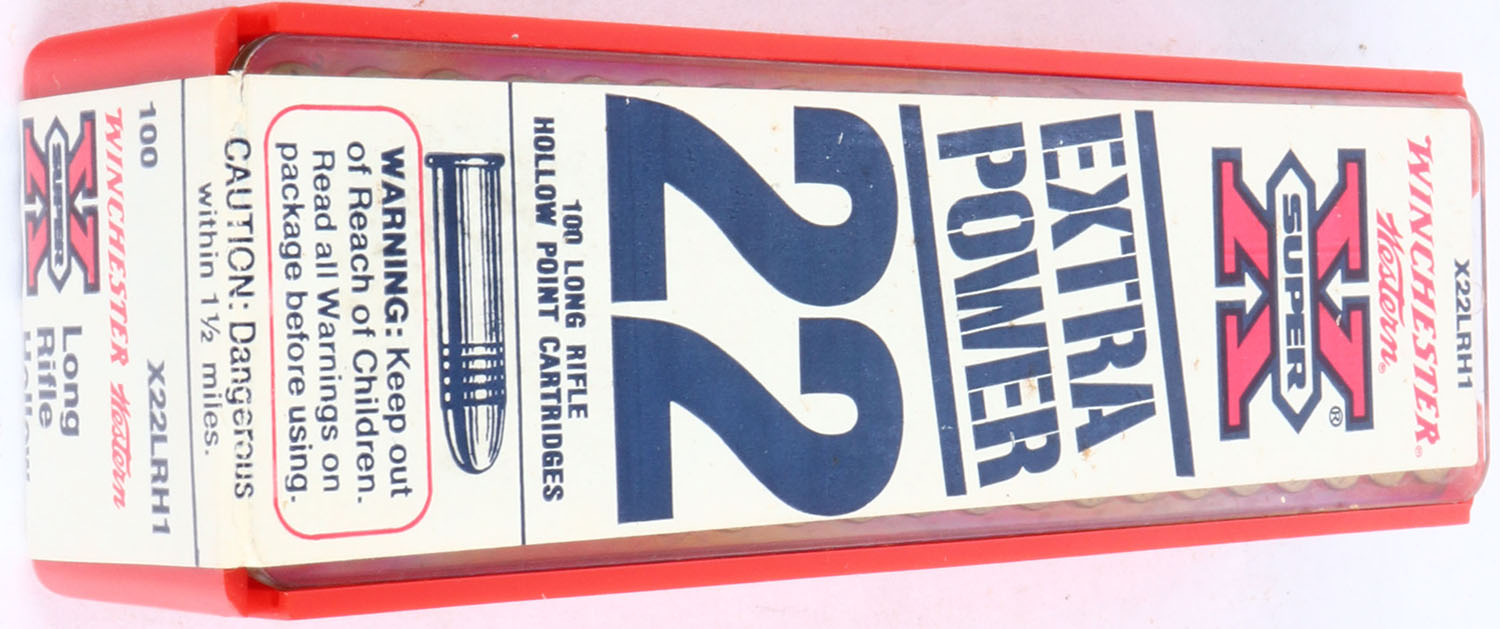 X22LRH1
WINCHESTER®
Western®
SUPER
X®
EXTRA
POWER
22
100 LONG RIFLE
HOLLOW POINT CARTRIDGES
WARNING: Keep out
of Reach of Children.
Read all Warnings on
package before using.
CAUTION: Dangerous
within 1½ miles.
100
X22LRH1
WINCHESTER Western
SUPER
X
Long
Rifle